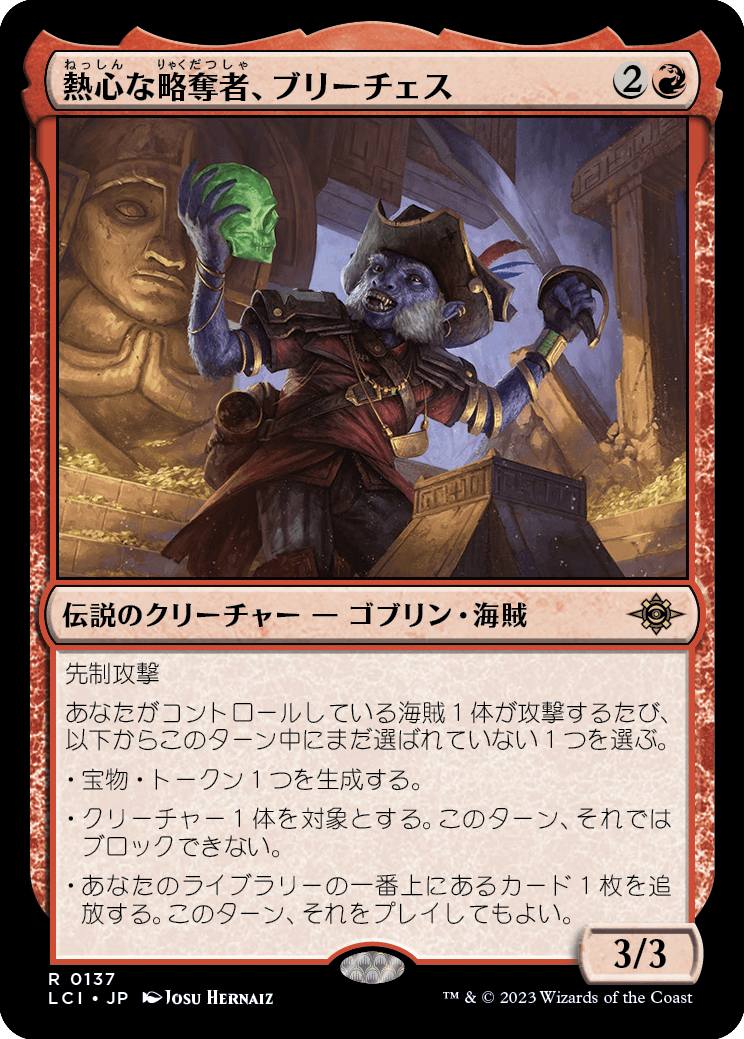 ねっしん りゃくだつしゃ
熱心な略奪者、ブリーチェス 2
伝説のクリーチャー — ゴブリン・海賊
先制攻撃
あなたがコントロールしている海賊1体が攻撃するたび、
以下からこのターン中にまだ選ばれていない1つを選ぶ。
・宝物・トークン1つを生成する。
・クリーチャー1体を対象とする。このターン、それでは
ブロックできない。
・あなたのライブラリーの一番上にあるカード1枚を追
放する。このターン、それをプレイしてもよい。
3/3
R 0137
LCI • JP Josu Hernaiz
™ & © 2023 Wizards of the Coast